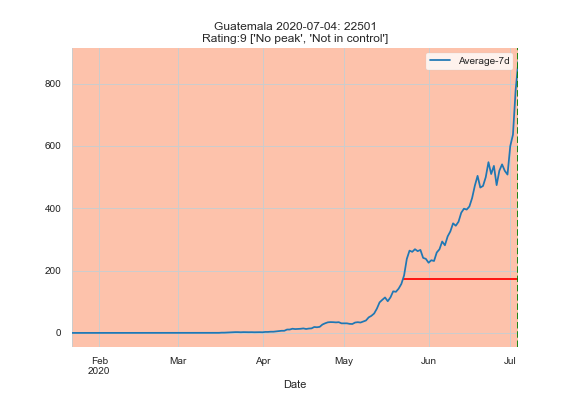 Guatemala 2020-07-04: 22501
Rating:9 ['No peak', 'Not in control']
Average-7d
800
600
400
200
0
Feb Mar Apr May Jun Jul
2020
Date